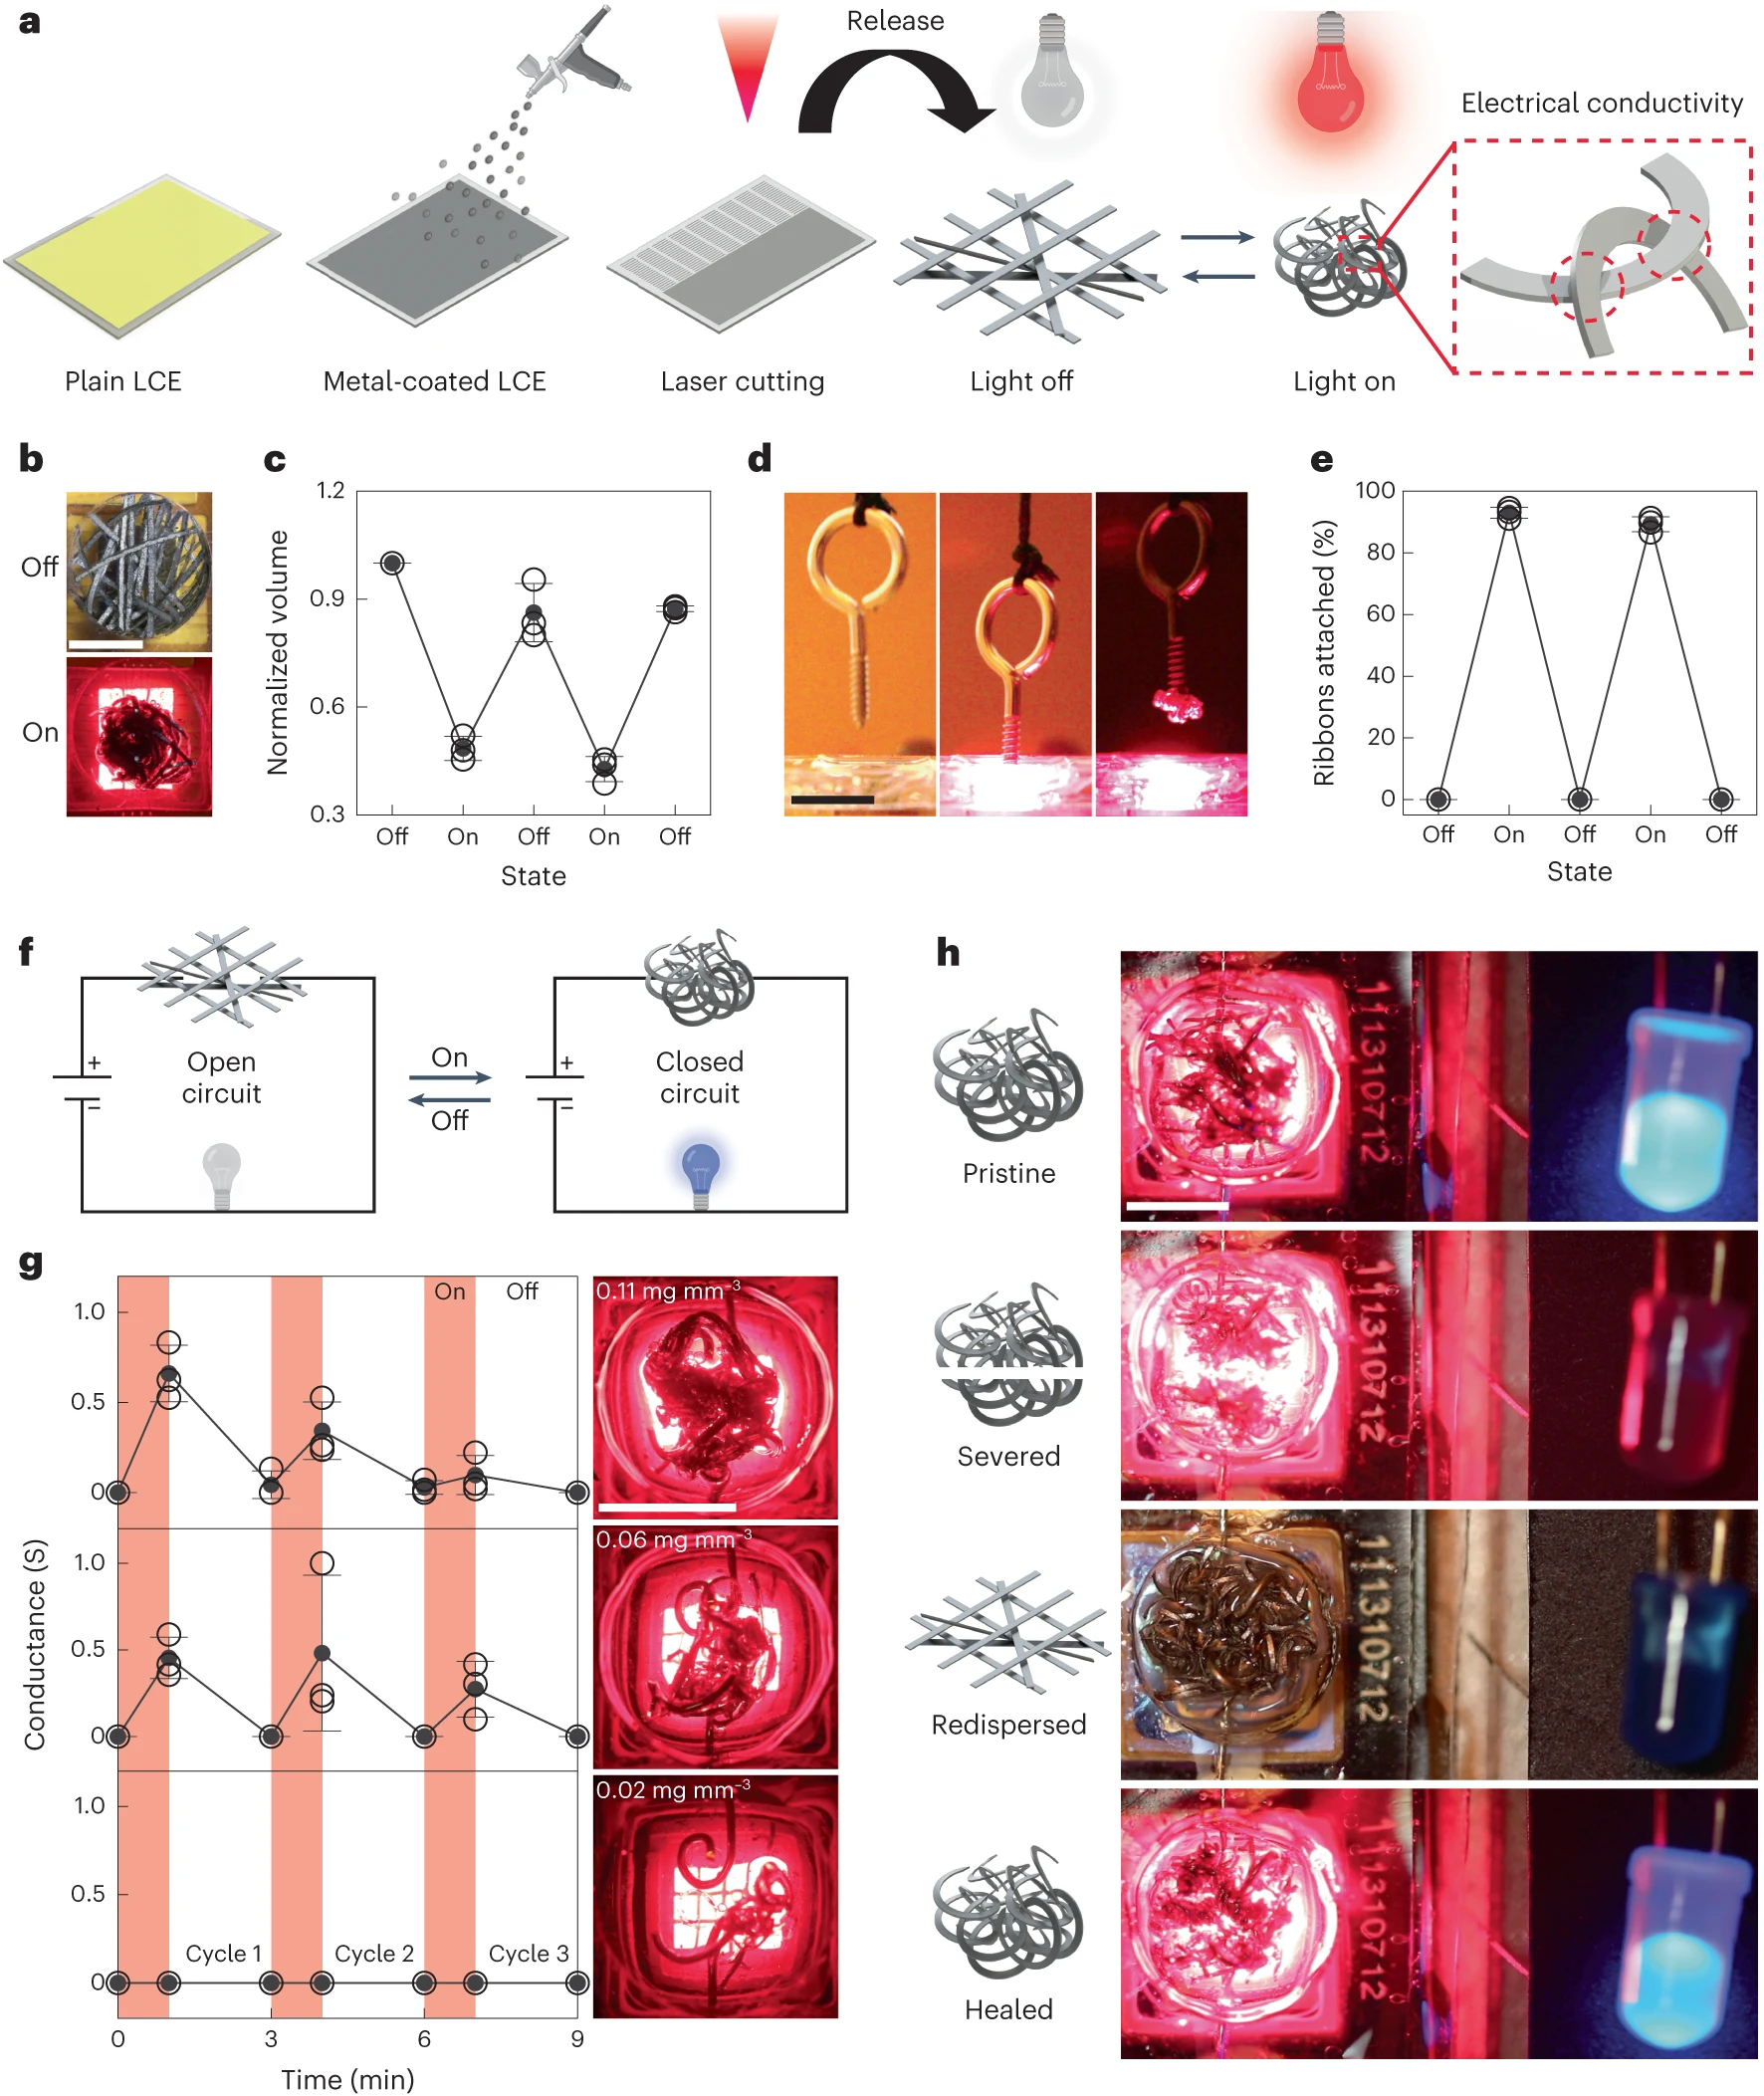 a
Release
Electrical conductivity
Plain LCE
Metal-coated LCE
Laser cutting
Light off
Light on
b
Off
On
c
Normalized volume
1.2
0.9
0.6
0.3
Off
On
Off
On
Off
State
d
e
Ribbons attached (%)
100
80
60
40
20
0
Off
On
Off
On
Off
State
f
+
−
Open
circuit
On
Off
+
−
Closed
circuit
g
Conductance (S)
On
Off
1.0
0.5
0
1.0
0.5
0
1.0
0.5
0
Cycle 1
Cycle 2
Cycle 3
0
3
6
9
Time (min)
0.11 mg mm⁻³
0.06 mg mm⁻³
0.02 mg mm⁻³
h
Pristine
Severed
Redispersed
Healed